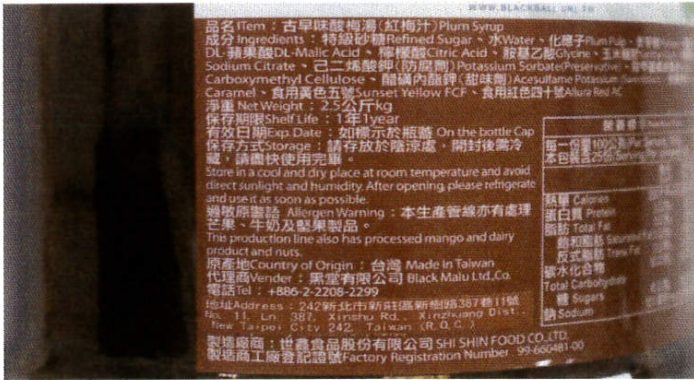 WWW.BLACKBALL.
品名ITem：古早味酸梅湯(紅梅汁)Plum Syrup
成分Ingredients：特級砂糖Refined Sugar、水Water、化應子Plum Pulp、
DL-蘋果酸DL-Malic Acid、檸檬酸Citric Acid、胺基乙酸Glycine、
Sodium Citrate、己二烯酸鉀(防腐劑)Potassium Sorbate(Preservative)、
Carboxymethyl Cellulose、醋磺內酯鉀(甜味劑)Acesulfame Potassium
Caramel、食用黃色五號Sunset Yellow FCF、食用紅色四十號Allura Red AC
淨重Net Weight：2.5公斤kg
保存期限Shelf Life：1年1year
有效日期Exp.Date：如標示於瓶蓋 On the bottle Cap
保存方式Storage：請存放於陰涼處，開封後需冷
藏，請盡快使用完畢。
Store in a cool and dry place at room temperature and avoid
direct sunlight and humidity. After opening, please refrigerate
and use it as soon as possible.
過敏原警語 Allergen Warning：本生產管線亦有處理
芒果、牛奶及堅果製品。
This production line also has processed mango and dairy
product and nuts.
原產地Country of Origin：台灣 Made in Taiwan
代理商Vender：黑堂有限公司 Black Malu Ltd.,Co.
電話Tel：+886-2-2208-2299
地址Address：242新北市新莊區新樹路387巷11號
No. 11, Ln. 387, Xinshu Rd., Xinzhuang Dist.,
New Taipei City 242, Taiwan (R.O.C.)
製造廠商：世鑫食品股份有限公司 SHI SHIN FOOD CO.,LTD.
製造商工廠登記證號Factory Registration Number 99-660481-00
營養標示
每一份量100公克
本包裝含25份
熱量 Calories
蛋白質 Protein
脂肪 Total Fat
飽和脂肪 Saturated
反式脂肪 Trans Fat
碳水化合物
Total Carbohydrate
糖 Sugars
鈉 Sodium